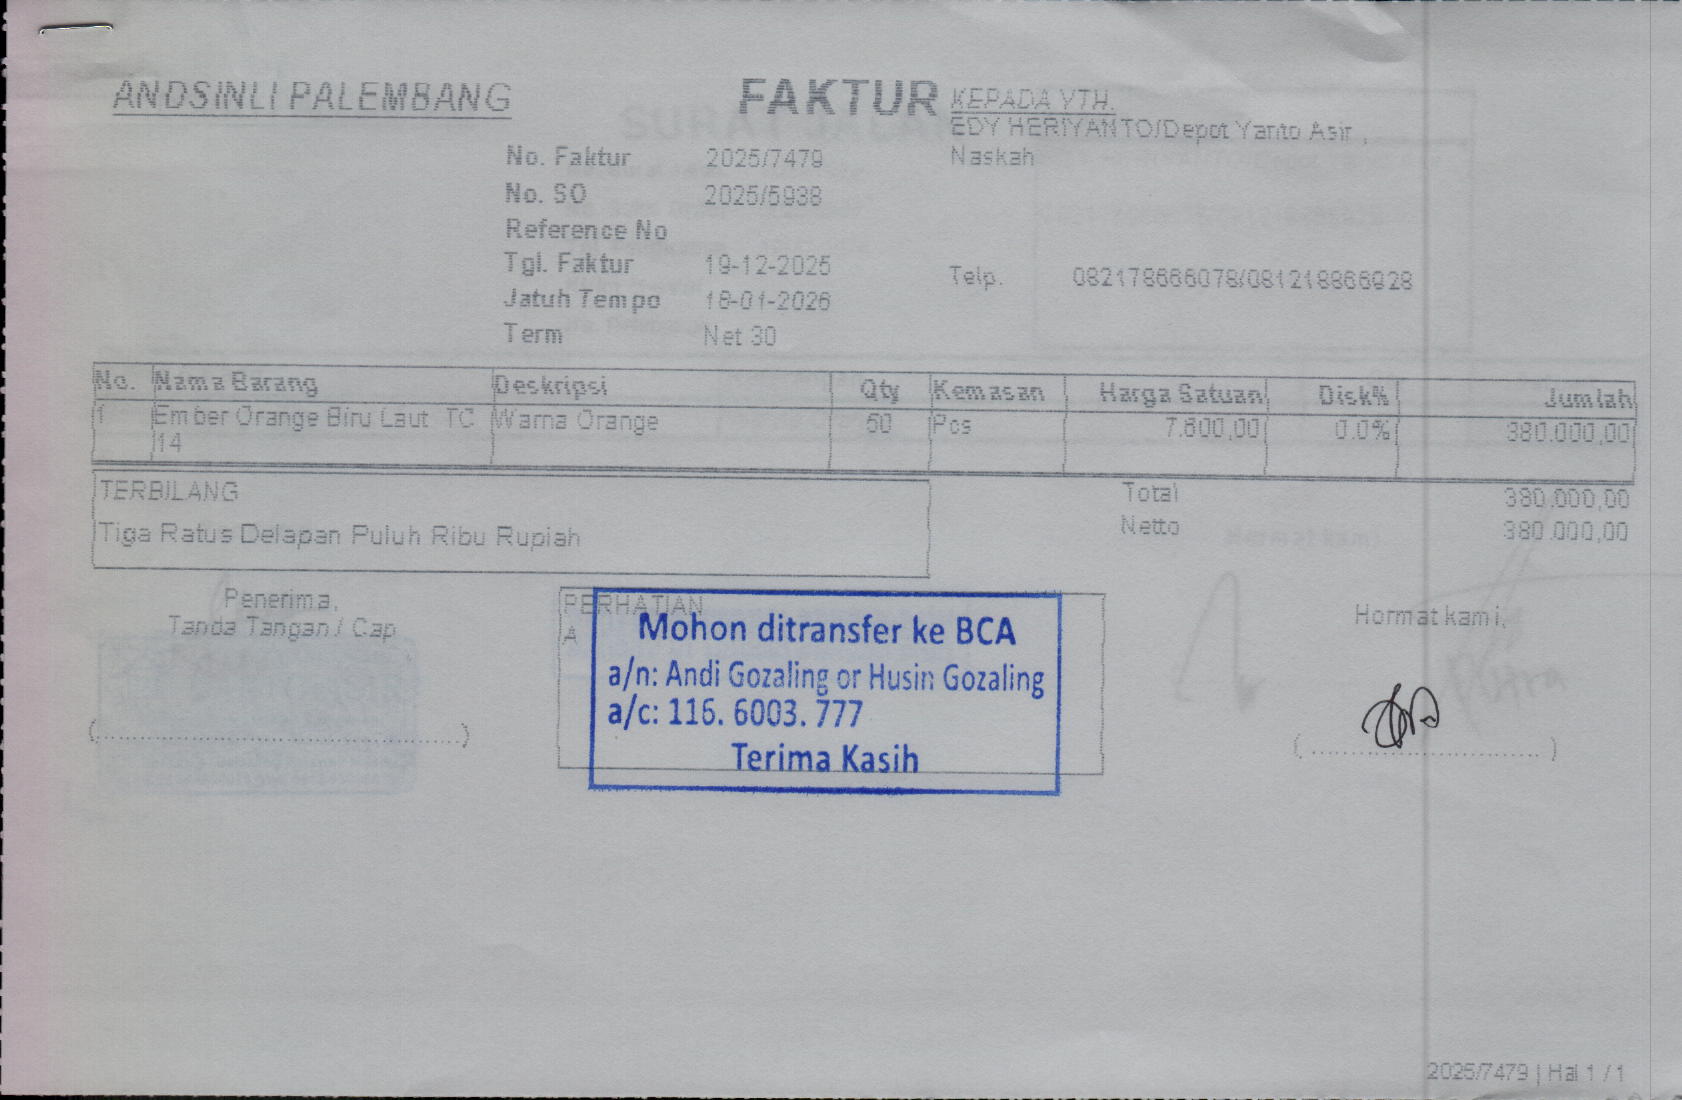 ANDSINLI PALEMBANG
FAKTUR
KEPADA YTH.
EDY HERIYANTO/Depot Yanto Asir ,
Naskah
No. Faktur 2025/7479
No. SO 2025/5938
Reference No
Tgl. Faktur 19-12-2025
Jatuh Tempo 18-01-2026
Term Net 30
Telp. 082178666078/081218866928
No. Nama Barang Deskripsi Qty Kemasan Harga Satuan Disk% Jumlah
1 Ember Orange Biru Laut TC Warna Orange 50 Pcs 7.600,00 0.0% 380.000,00
14
TERBILANG
Tiga Ratus Delapan Puluh Ribu Rupiah
Total 380.000,00
Netto 380.000,00
Penerima,
Tanda Tangan / Cap
PERHATIAN
A
Mohon ditransfer ke BCA
a/n: Andi Gozaling or Husin Gozaling
a/c: 116. 6003. 777
Terima Kasih
Hormat kami,
2025/7479 | Hal 1 / 1